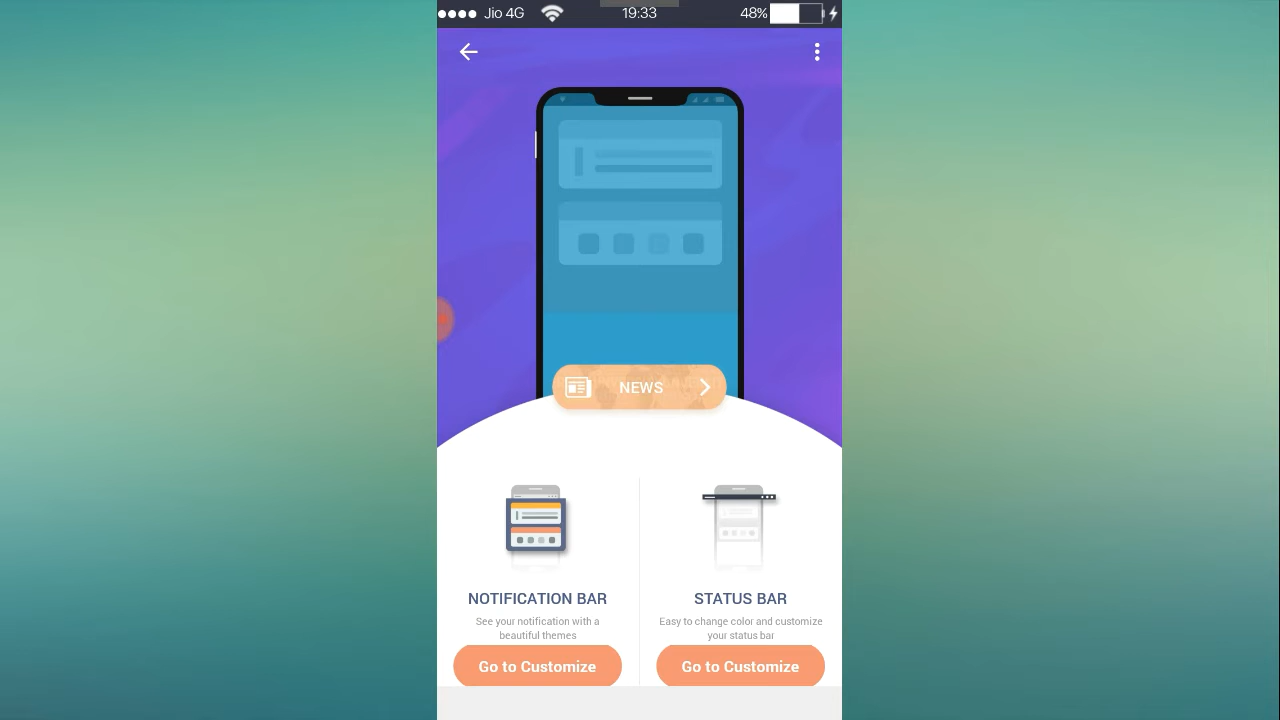 Jio 4G 19:33 48%
NEWS
NOTIFICATION BAR
See your notification with a
beautiful themes
Go to Customize
STATUS BAR
Easy to change color and customize
your status bar
Go to Customize